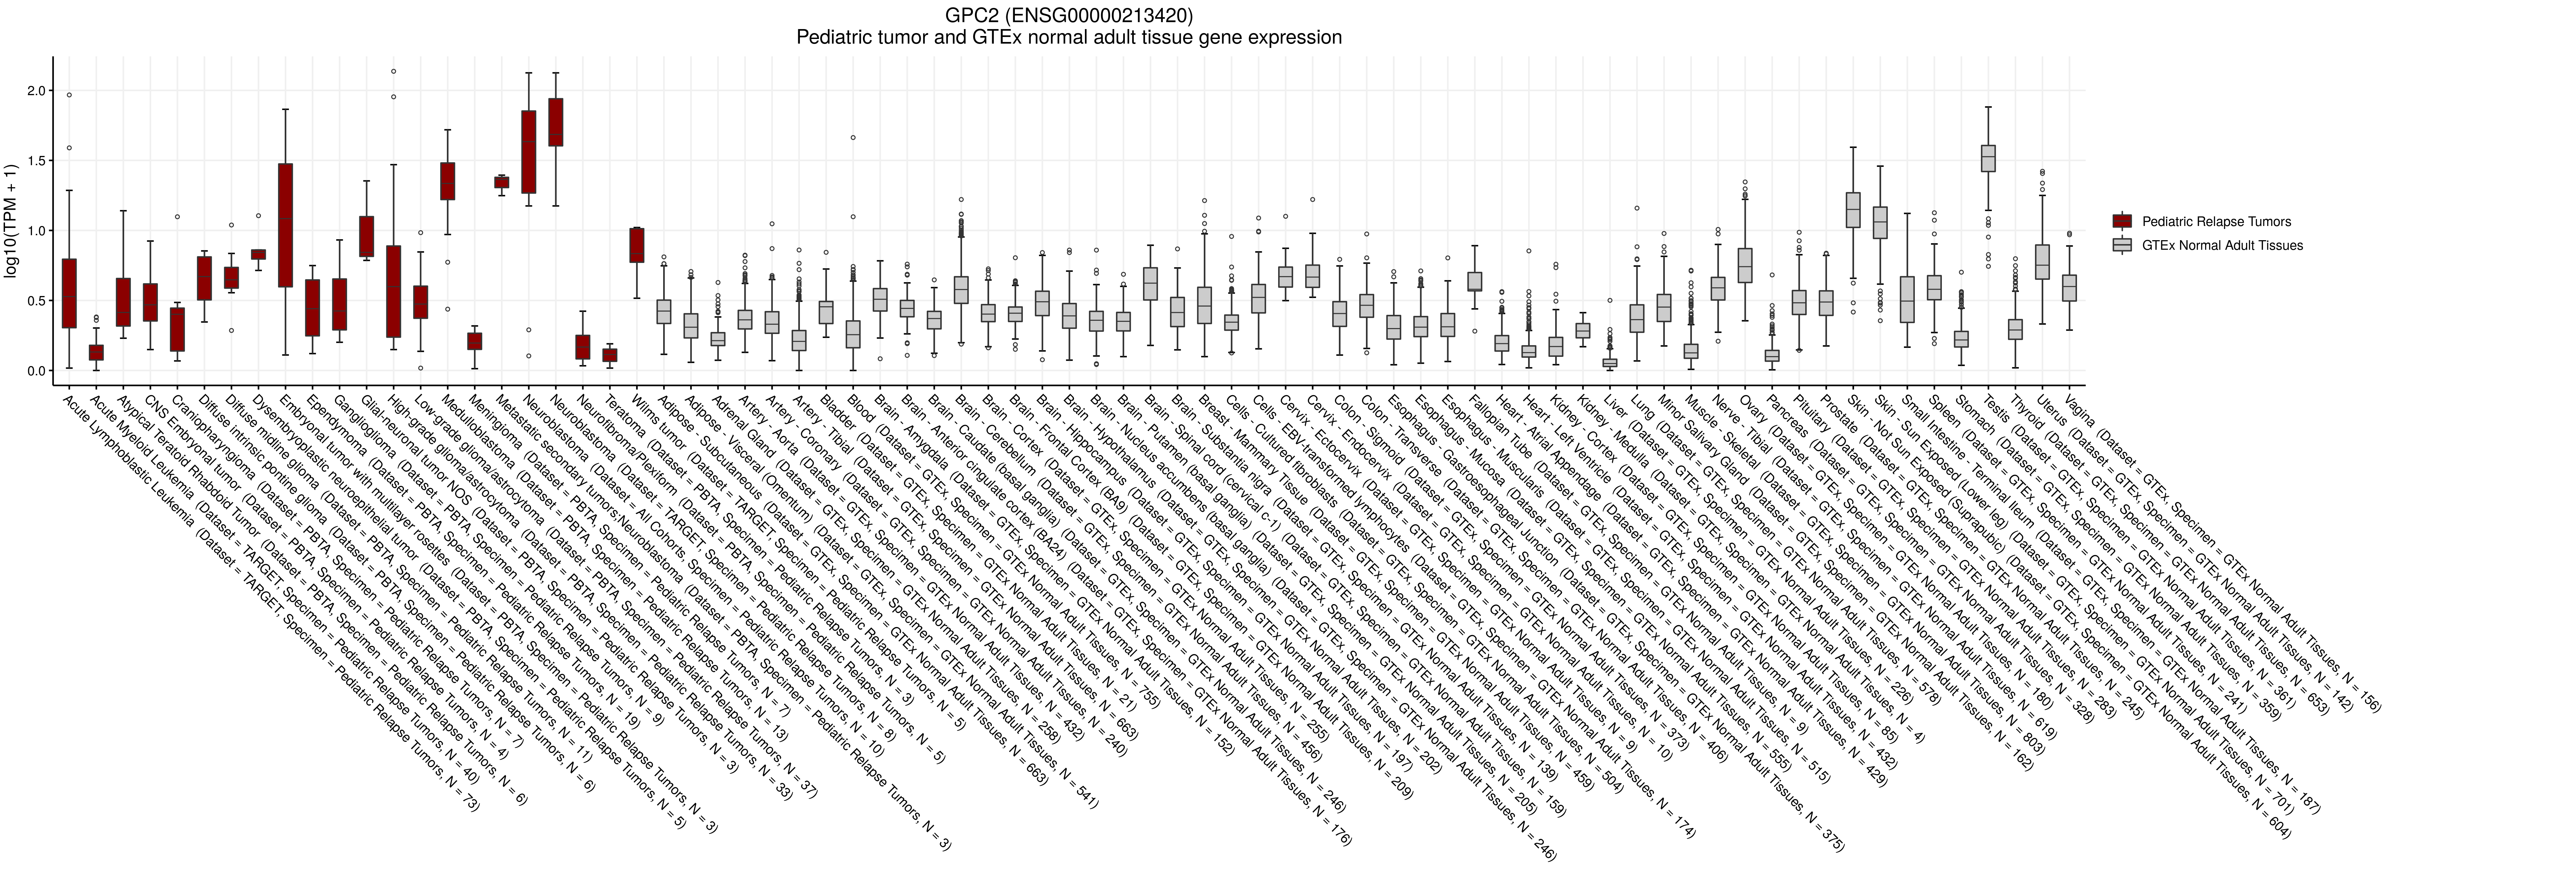 GPC2 (ENSG00000213420)
Pediatric tumor and GTEx normal adult tissue gene expression
log10(TPM + 1)
2.0
1.5
1.0
0.5
0.0
Pediatric Relapse Tumors
GTEx Normal Adult Tissues
Acute Lymphoblastic Leukemia (Dataset = TARGET, Specimen = Pediatric Relapse Tumors, N = 73)
Acute Myeloid Leukemia (Dataset = TARGET, Specimen = Pediatric Relapse Tumors, N = 40)
Atypical Teratoid Rhabdoid Tumor (Dataset = PBTA, Specimen = Pediatric Relapse Tumors, N = 6)
CNS Embryonal tumor (Dataset = PBTA, Specimen = Pediatric Relapse Tumors, N = 4)
Craniopharyngioma (Dataset = PBTA, Specimen = Pediatric Relapse Tumors, N = 7)
Diffuse intrinsic pontine glioma (Dataset = PBTA, Specimen = Pediatric Relapse Tumors, N = 6)
Diffuse midline glioma (Dataset = PBTA, Specimen = Pediatric Relapse Tumors, N = 11)
Dysembryoplastic neuroepithelial tumor (Dataset = PBTA, Specimen = Pediatric Relapse Tumors, N = 5)
Embryonal tumor with multilayer rosettes (Dataset = PBTA, Specimen = Pediatric Relapse Tumors, N = 3)
Ependymoma (Dataset = PBTA, Specimen = Pediatric Relapse Tumors, N = 19)
Ganglioglioma (Dataset = PBTA, Specimen = Pediatric Relapse Tumors, N = 9)
Glial-neuronal tumor NOS (Dataset = PBTA, Specimen = Pediatric Relapse Tumors, N = 3)
High-grade glioma/astrocytoma (Dataset = PBTA, Specimen = Pediatric Relapse Tumors, N = 33)
Low-grade glioma/astrocytoma (Dataset = PBTA, Specimen = Pediatric Relapse Tumors, N = 37)
Medulloblastoma (Dataset = PBTA, Specimen = Pediatric Relapse Tumors, N = 13)
Meningioma (Dataset = PBTA, Specimen = Pediatric Relapse Tumors, N = 7)
Metastatic secondary tumors;Neuroblastoma (Dataset = PBTA, Specimen = Pediatric Relapse Tumors, N = 3)
Neuroblastoma (Dataset = All Cohorts, Specimen = Pediatric Relapse Tumors, N = 10)
Neuroblastoma (Dataset = TARGET, Specimen = Pediatric Relapse Tumors, N = 8)
Neurofibroma/Plexiform (Dataset = PBTA, Specimen = Pediatric Relapse Tumors, N = 5)
Teratoma (Dataset = PBTA, Specimen = Pediatric Relapse Tumors, N = 3)
Wilms tumor (Dataset = TARGET, Specimen = Pediatric Relapse Tumors, N = 5)
Adipose - Subcutaneous (Dataset = GTEx, Specimen = GTEx Normal Adult Tissues, N = 663)
Adipose - Visceral (Omentum) (Dataset = GTEx, Specimen = GTEx Normal Adult Tissues, N = 541)
Adrenal Gland (Dataset = GTEx, Specimen = GTEx Normal Adult Tissues, N = 258)
Artery - Aorta (Dataset = GTEx, Specimen = GTEx Normal Adult Tissues, N = 432)
Artery - Coronary (Dataset = GTEx, Specimen = GTEx Normal Adult Tissues, N = 240)
Artery - Tibial (Dataset = GTEx, Specimen = GTEx Normal Adult Tissues, N = 663)
Bladder (Dataset = GTEx, Specimen = GTEx Normal Adult Tissues, N = 21)
Blood (Dataset = GTEx, Specimen = GTEx Normal Adult Tissues, N = 755)
Brain - Amygdala (Dataset = GTEx, Specimen = GTEx Normal Adult Tissues, N = 152)
Brain - Anterior cingulate cortex (BA24) (Dataset = GTEx, Specimen = GTEx Normal Adult Tissues, N = 176)
Brain - Caudate (basal ganglia) (Dataset = GTEx, Specimen = GTEx Normal Adult Tissues, N = 246)
Brain - Cerebellum (Dataset = GTEx, Specimen = GTEx Normal Adult Tissues, N = 456)
Brain - Cortex (Dataset = GTEx, Specimen = GTEx Normal Adult Tissues, N = 255)
Brain - Frontal Cortex (BA9) (Dataset = GTEx, Specimen = GTEx Normal Adult Tissues, N = 209)
Brain - Hippocampus (Dataset = GTEx, Specimen = GTEx Normal Adult Tissues, N = 197)
Brain - Hypothalamus (Dataset = GTEx, Specimen = GTEx Normal Adult Tissues, N = 202)
Brain - Nucleus accumbens (basal ganglia) (Dataset = GTEx, Specimen = GTEx Normal Adult Tissues, N = 246)
Brain - Putamen (basal ganglia) (Dataset = GTEx, Specimen = GTEx Normal Adult Tissues, N = 205)
Brain - Spinal cord (cervical c-1) (Dataset = GTEx, Specimen = GTEx Normal Adult Tissues, N = 159)
Brain - Substantia nigra (Dataset = GTEx, Specimen = GTEx Normal Adult Tissues, N = 139)
Breast - Mammary Tissue (Dataset = GTEx, Specimen = GTEx Normal Adult Tissues, N = 459)
Cells - Cultured fibroblasts (Dataset = GTEx, Specimen = GTEx Normal Adult Tissues, N = 504)
Cells - EBV-transformed lymphocytes (Dataset = GTEx, Specimen = GTEx Normal Adult Tissues, N = 174)
Cervix - Ectocervix (Dataset = GTEx, Specimen = GTEx Normal Adult Tissues, N = 9)
Cervix - Endocervix (Dataset = GTEx, Specimen = GTEx Normal Adult Tissues, N = 10)
Colon - Sigmoid (Dataset = GTEx, Specimen = GTEx Normal Adult Tissues, N = 373)
Colon - Transverse (Dataset = GTEx, Specimen = GTEx Normal Adult Tissues, N = 406)
Esophagus - Gastroesophageal Junction (Dataset = GTEx, Specimen = GTEx Normal Adult Tissues, N = 375)
Esophagus - Mucosa (Dataset = GTEx, Specimen = GTEx Normal Adult Tissues, N = 555)
Esophagus - Muscularis (Dataset = GTEx, Specimen = GTEx Normal Adult Tissues, N = 515)
Fallopian Tube (Dataset = GTEx, Specimen = GTEx Normal Adult Tissues, N = 9)
Heart - Atrial Appendage (Dataset = GTEx, Specimen = GTEx Normal Adult Tissues, N = 429)
Heart - Left Ventricle (Dataset = GTEx, Specimen = GTEx Normal Adult Tissues, N = 432)
Kidney - Cortex (Dataset = GTEx, Specimen = GTEx Normal Adult Tissues, N = 85)
Kidney - Medulla (Dataset = GTEx, Specimen = GTEx Normal Adult Tissues, N = 4)
Liver (Dataset = GTEx, Specimen = GTEx Normal Adult Tissues, N = 226)
Lung (Dataset = GTEx, Specimen = GTEx Normal Adult Tissues, N = 578)
Minor Salivary Gland (Dataset = GTEx, Specimen = GTEx Normal Adult Tissues, N = 162)
Muscle - Skeletal (Dataset = GTEx, Specimen = GTEx Normal Adult Tissues, N = 803)
Nerve - Tibial (Dataset = GTEx, Specimen = GTEx Normal Adult Tissues, N = 619)
Ovary (Dataset = GTEx, Specimen = GTEx Normal Adult Tissues, N = 180)
Pancreas (Dataset = GTEx, Specimen = GTEx Normal Adult Tissues, N = 328)
Pituitary (Dataset = GTEx, Specimen = GTEx Normal Adult Tissues, N = 283)
Prostate (Dataset = GTEx, Specimen = GTEx Normal Adult Tissues, N = 245)
Skin - Not Sun Exposed (Suprapubic) (Dataset = GTEx, Specimen = GTEx Normal Adult Tissues, N = 604)
Skin - Sun Exposed (Lower leg) (Dataset = GTEx, Specimen = GTEx Normal Adult Tissues, N = 701)
Small Intestine - Terminal Ileum (Dataset = GTEx, Specimen = GTEx Normal Adult Tissues, N = 187)
Spleen (Dataset = GTEx, Specimen = GTEx Normal Adult Tissues, N = 241)
Stomach (Dataset = GTEx, Specimen = GTEx Normal Adult Tissues, N = 359)
Testis (Dataset = GTEx, Specimen = GTEx Normal Adult Tissues, N = 361)
Thyroid (Dataset = GTEx, Specimen = GTEx Normal Adult Tissues, N = 653)
Uterus (Dataset = GTEx, Specimen = GTEx Normal Adult Tissues, N = 142)
Vagina (Dataset = GTEx, Specimen = GTEx Normal Adult Tissues, N = 156)